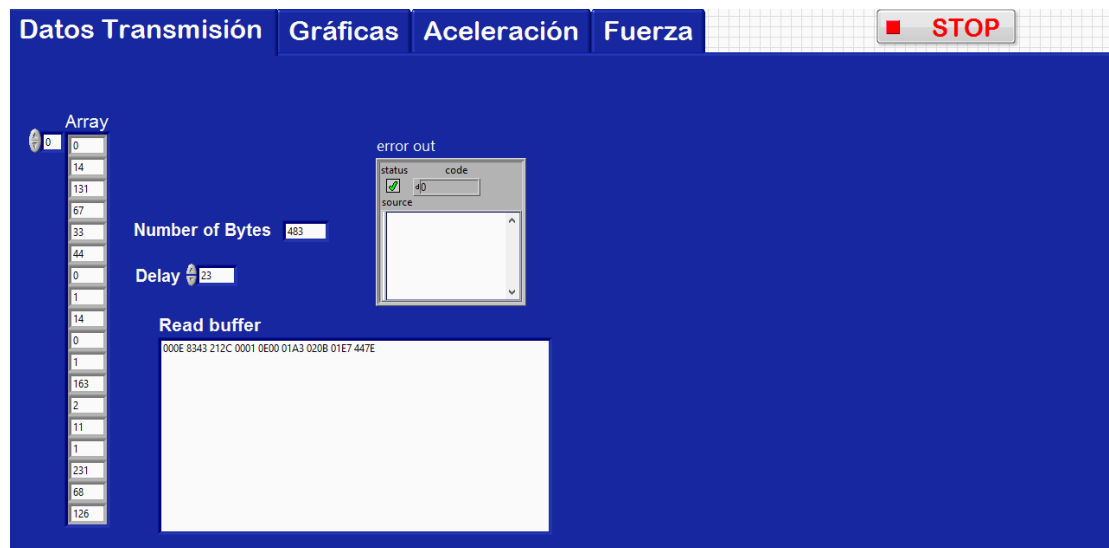 Datos Transmisión Gráficas Aceleración Fuerza STOP
Array
0 0
14
131
67
33
44
0
1
14
0
1
163
2
11
1
231
68
126
Number of Bytes 483
Delay 23
error out
status code
d 0
source
Read buffer
000E 8343 212C 0001 0E00 01A3 020B 01E7 447E